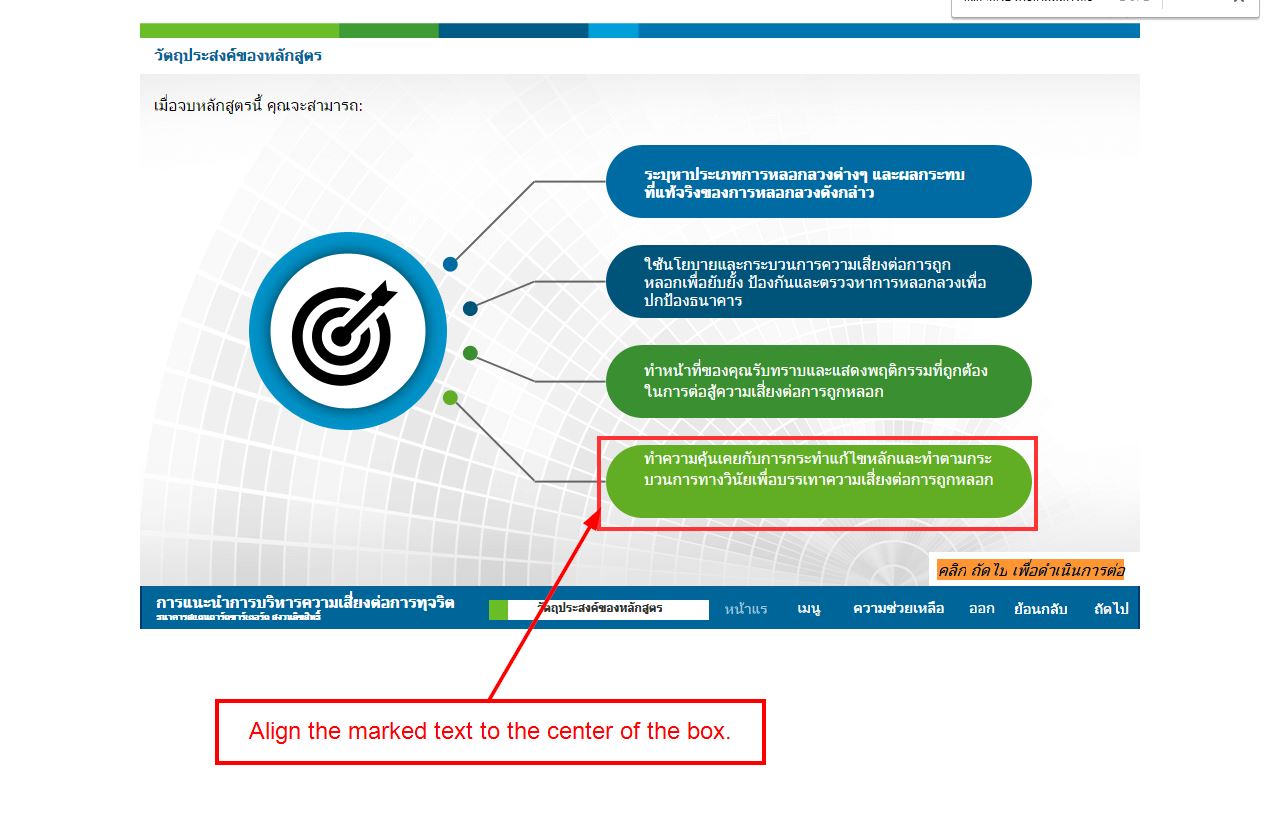 วัตถุประสงค์ของหลักสูตร
เมื่อจบหลักสูตรนี้ คุณจะสามารถ:
ระบุหาประเภทการหลอกลวงต่างๆ และผลกระทบ
ที่แท้จริงของการหลอกลวงดังกล่าว
ใช้นโยบายและกระบวนการความเสี่ยงต่อการถูก
หลอกเพื่อยับยั้ง ป้องกันและตรวจหาการหลอกลวงเพื่อ
ปกป้องธนาคาร
ทำหน้าที่ของคุณรับทราบและแสดงพฤติกรรมที่ถูกต้อง
ในการต่อสู้ความเสี่ยงต่อการถูกหลอก
ทำความคุ้นเคยกับการกระทำแก้ไขหลักและทำตามกระ
บวนการทางวินัยเพื่อบรรเทาความเสี่ยงต่อการถูกหลอก
คลิก ถัดไป เพื่อดำเนินการต่อ
การแนะนำการบริหารความเสี่ยงต่อการทุจริต
วัตถุประสงค์ของหลักสูตร
หน้าแร
เมนู
ความช่วยเหลือ
ออก
ย้อนกลับ
ถัดไป
Align the marked text to the center of the box.